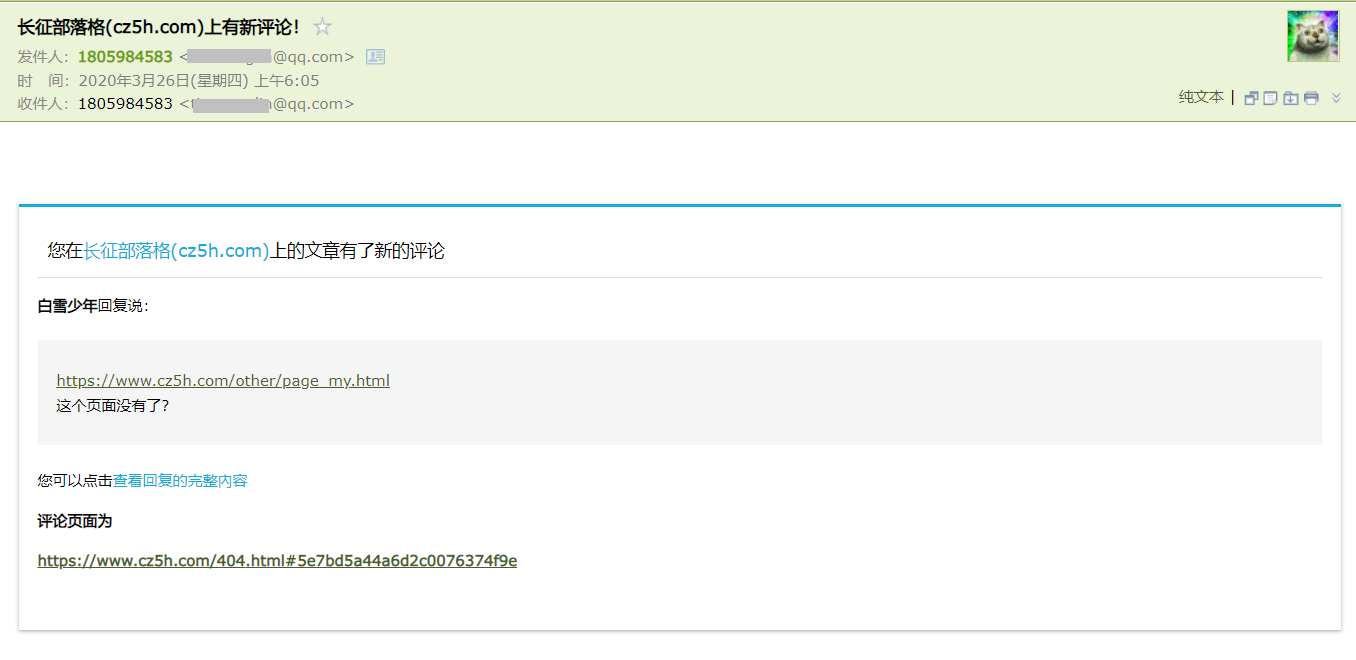 长征部落格(cz5h.com)上有新评论！
发件人：1805984583 <@qq.com>
时 间：2020年3月26日(星期四) 上午6:05
收件人：1805984583 <@qq.com>
纯文本 |
您在长征部落格(cz5h.com)上的文章有了新的评论
白雪少年回复说：
https://www.cz5h.com/other/page_my.html
这个页面没有了？
您可以点击查看回复的完整内容
评论页面为
https://www.cz5h.com/404.html#5e7bd5a44a6d2c0076374f9e